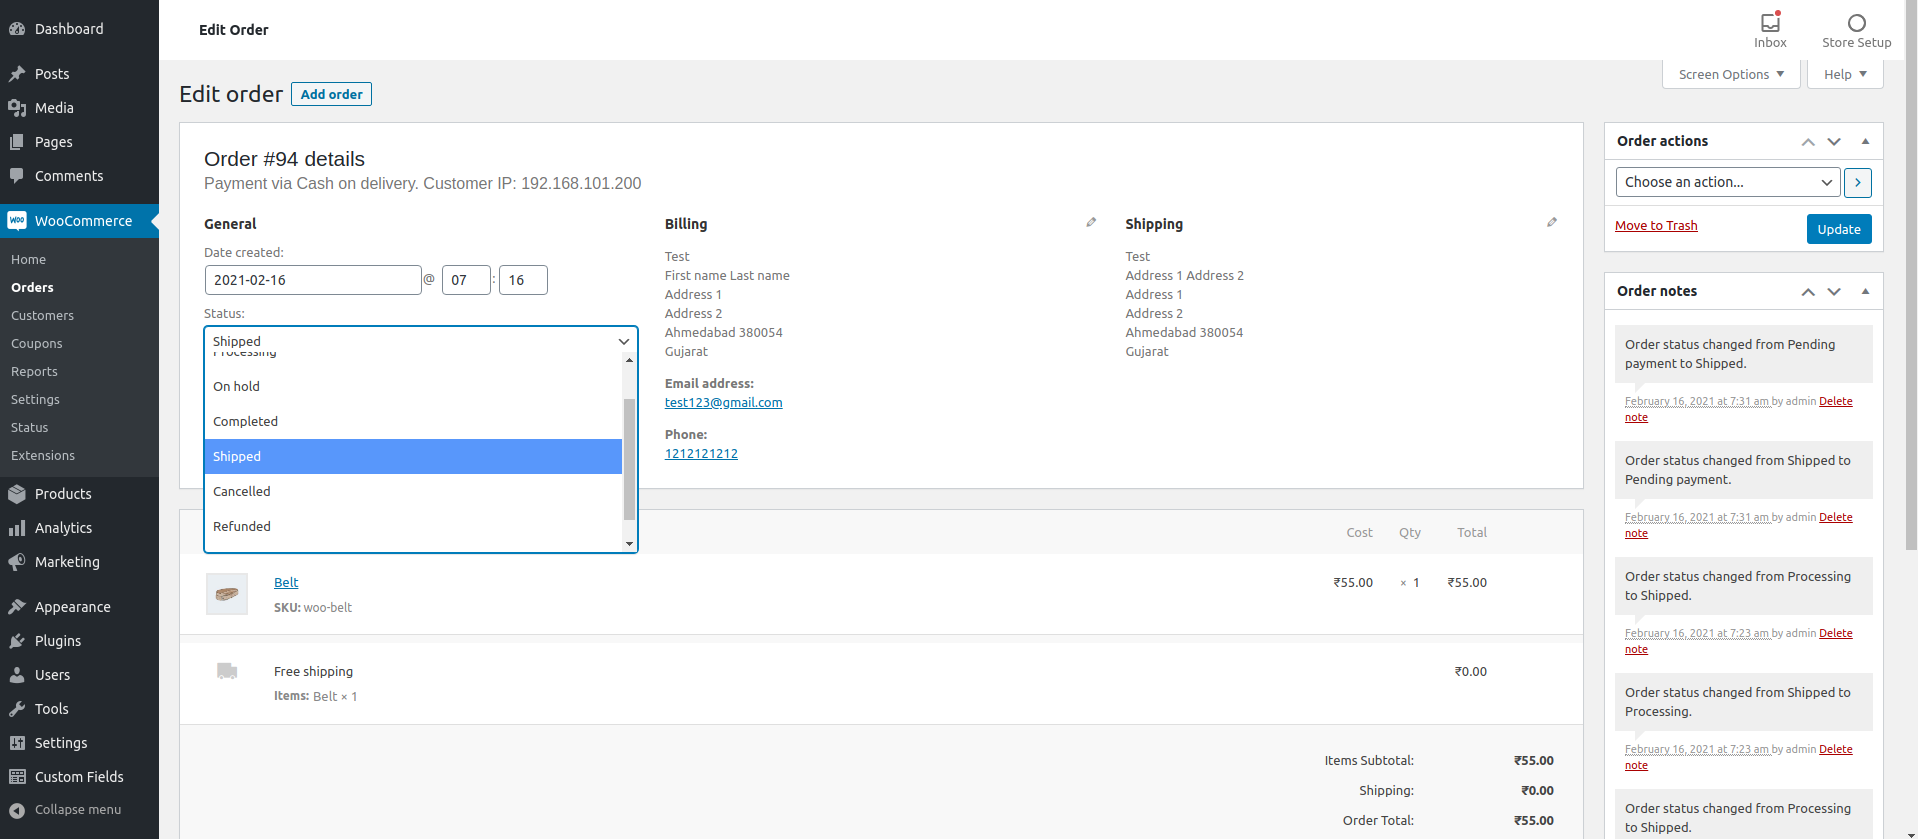 Dashboard
Posts
Media
Pages
Comments
WooCommerce
Home
Orders
Customers
Coupons
Reports
Settings
Status
Extensions
Products
Analytics
Marketing
Appearance
Plugins
Users
Tools
Settings
Custom Fields
Collapse menu
Edit Order
Inbox
Store Setup
Screen Options
Help
Edit order
Add order
Order #94 details
Payment via Cash on delivery. Customer IP: 192.168.101.200
General
Date created:
2021-02-16 @ 07 : 16
Status:
Shipped
Processing
On hold
Completed
Shipped
Cancelled
Refunded
Billing
Test
First name Last name
Address 1
Address 2
Ahmedabad 380054
Gujarat
Email address:
test123@gmail.com
Phone:
1212121212
Shipping
Test
Address 1 Address 2
Address 1
Address 2
Ahmedabad 380054
Gujarat
Cost Qty Total
Belt ₹55.00 × 1 ₹55.00
SKU: woo-belt
Free shipping ₹0.00
Items: Belt × 1
Items Subtotal: ₹55.00
Shipping: ₹0.00
Order Total: ₹55.00
Order actions
Choose an action...
Move to Trash
Update
Order notes
Order status changed from Pending
payment to Shipped.
February 16, 2021 at 7:31 am by admin Delete
note
Order status changed from Shipped to
Pending payment.
February 16, 2021 at 7:31 am by admin Delete
note
Order status changed from Processing
to Shipped.
February 16, 2021 at 7:23 am by admin Delete
note
Order status changed from Shipped to
Processing.
February 16, 2021 at 7:23 am by admin Delete
note
Order status changed from Processing
to Shipped.